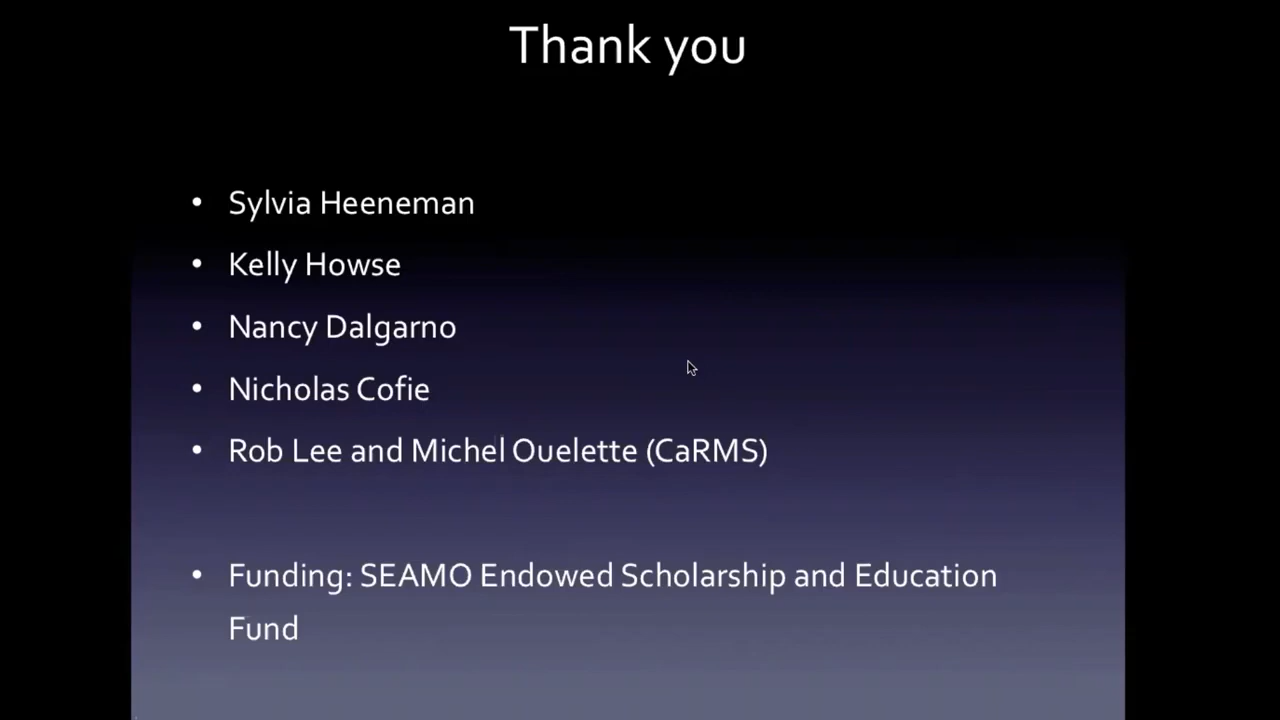 Thank you
• Sylvia Heeneman
• Kelly Howse
• Nancy Dalgarno
• Nicholas Cofie
• Rob Lee and Michel Ouelette (CaRMS)
• Funding: SEAMO Endowed Scholarship and Education
Fund